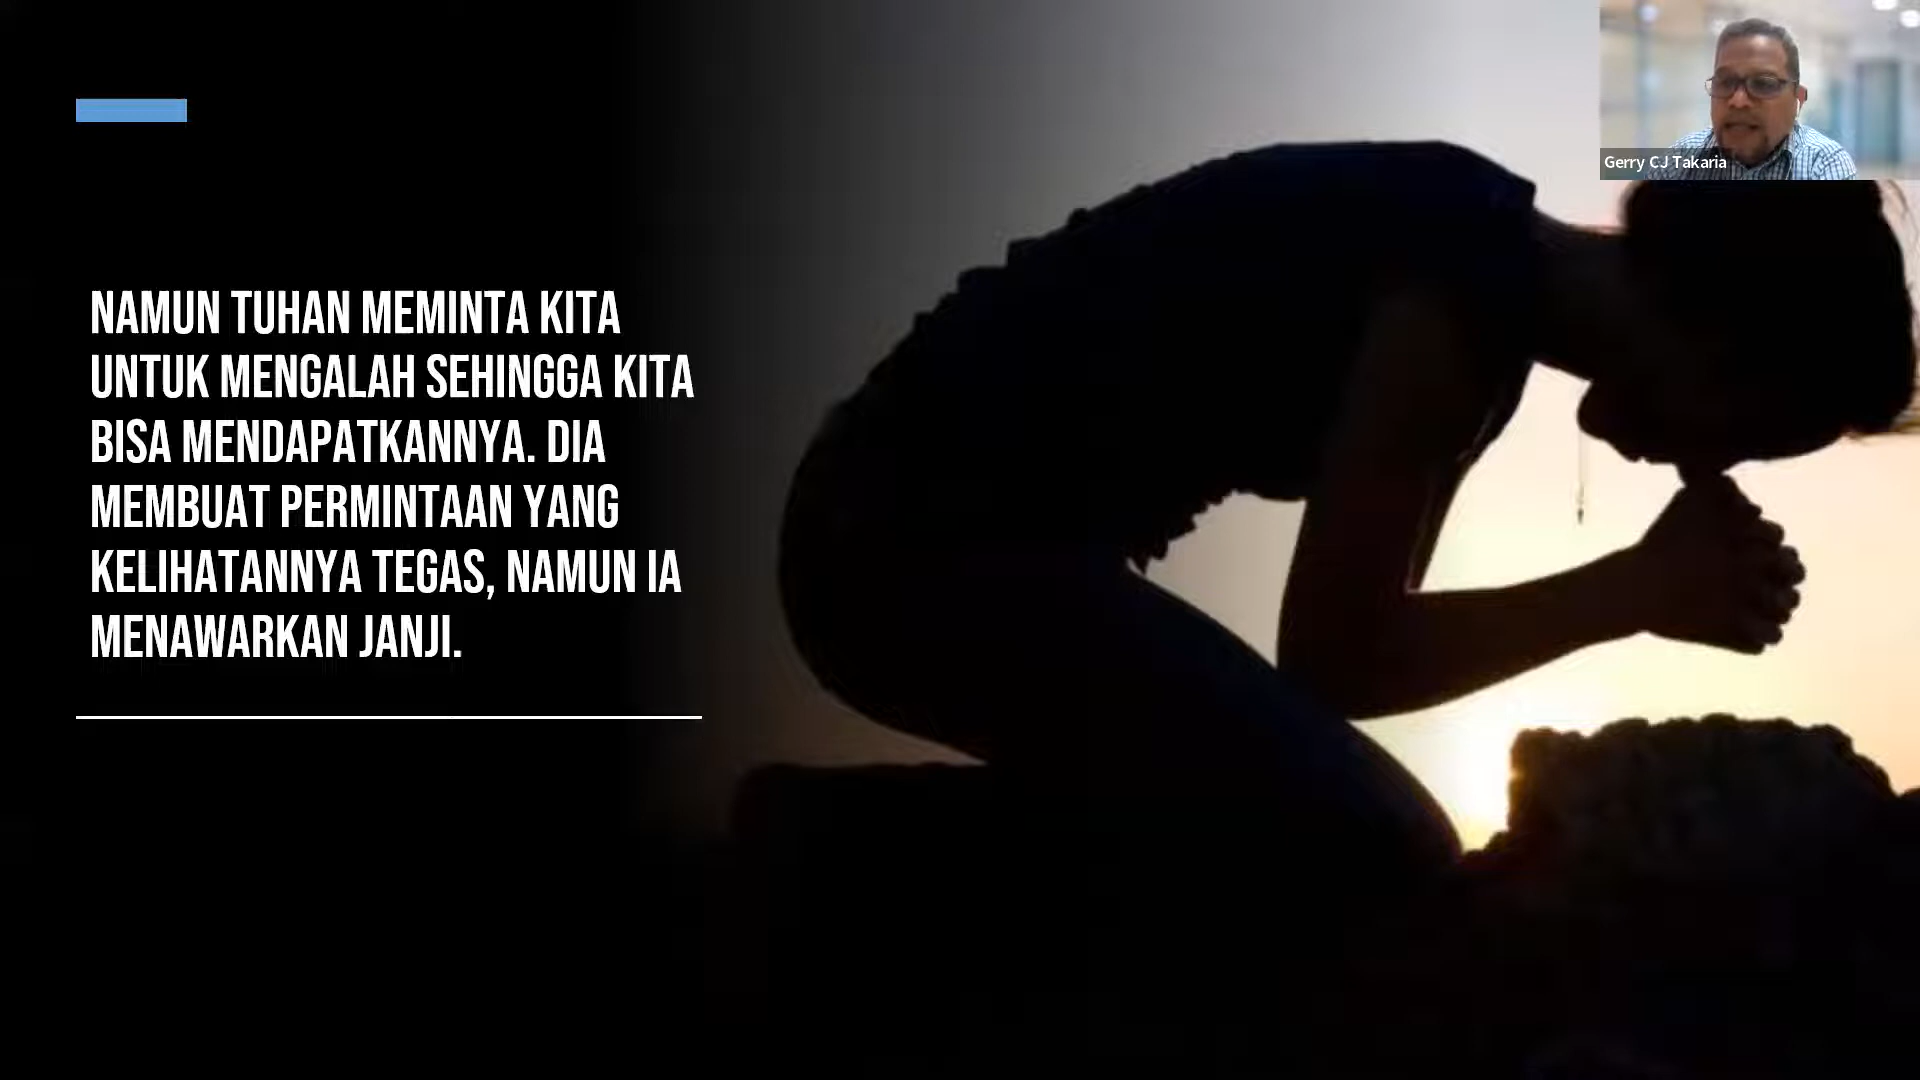 Gerry CJ Takaria
NAMUN TUHAN MEMINTA KITA
UNTUK MENGALAH SEHINGGA KITA
BISA MENDAPATKANNYA. DIA
MEMBUAT PERMINTAAN YANG
KELIHATANNYA TEGAS, NAMUN IA
MENAWARKAN JANJI.